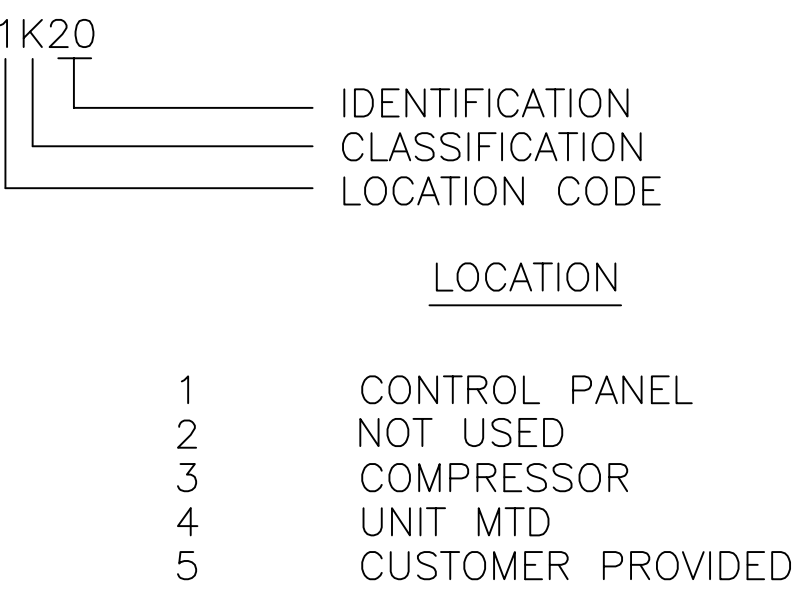 1K20
IDENTIFICATION
CLASSIFICATION
LOCATION CODE
LOCATION
1 CONTROL PANEL
2 NOT USED
3 COMPRESSOR
4 UNIT MTD
5 CUSTOMER PROVIDED